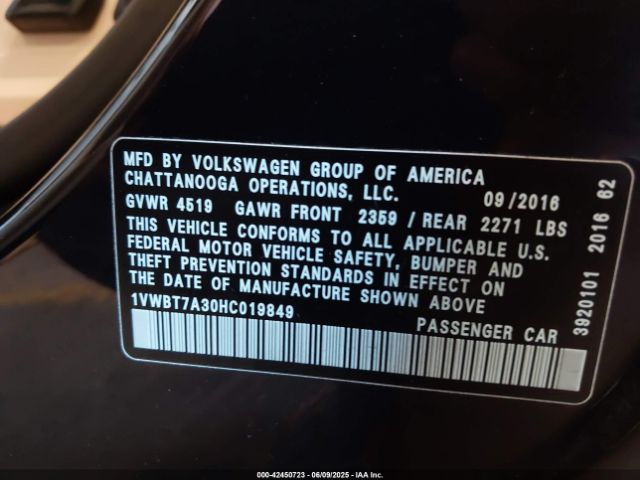 MFD BY VOLKSWAGEN GROUP OF AMERICA
CHATTANOOGA OPERATIONS, LLC. 09/2016
GVWR 4519 GAWR FRONT 2359 / REAR 2271 LBS
THIS VEHICLE CONFORMS TO ALL APPLICABLE U.S.
FEDERAL MOTOR VEHICLE SAFETY, BUMPER AND
THEFT PREVENTION STANDARDS IN EFFECT ON
THE DATE OF MANUFACTURE SHOWN ABOVE
1VWBT7A30HC019849
PASSENGER CAR
3920101 2016 62
000-42450723 - 06/09/2025 - IAA Inc.